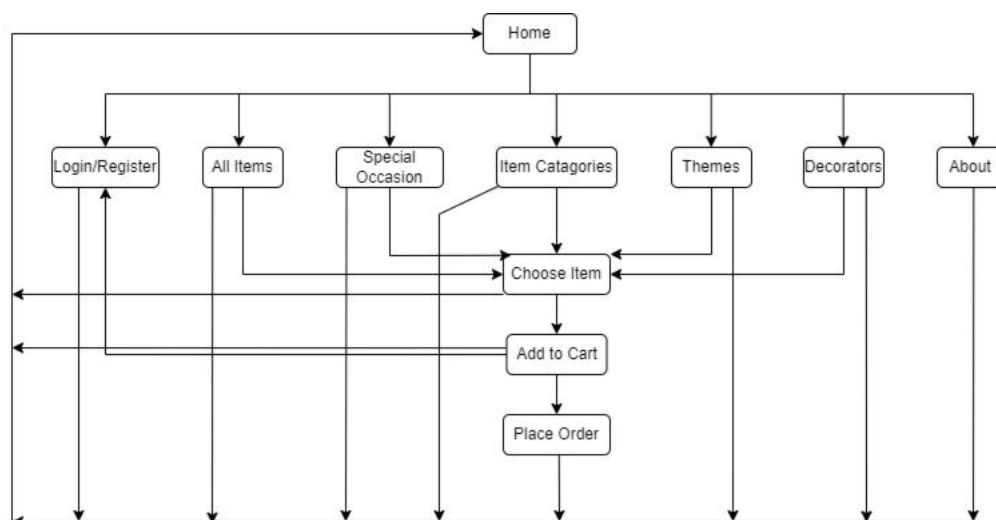 Home
Login/Register
All Items
Special
Occasion
Item Catagories
Themes
Decorators
About
Choose Item
Add to Cart
Place Order